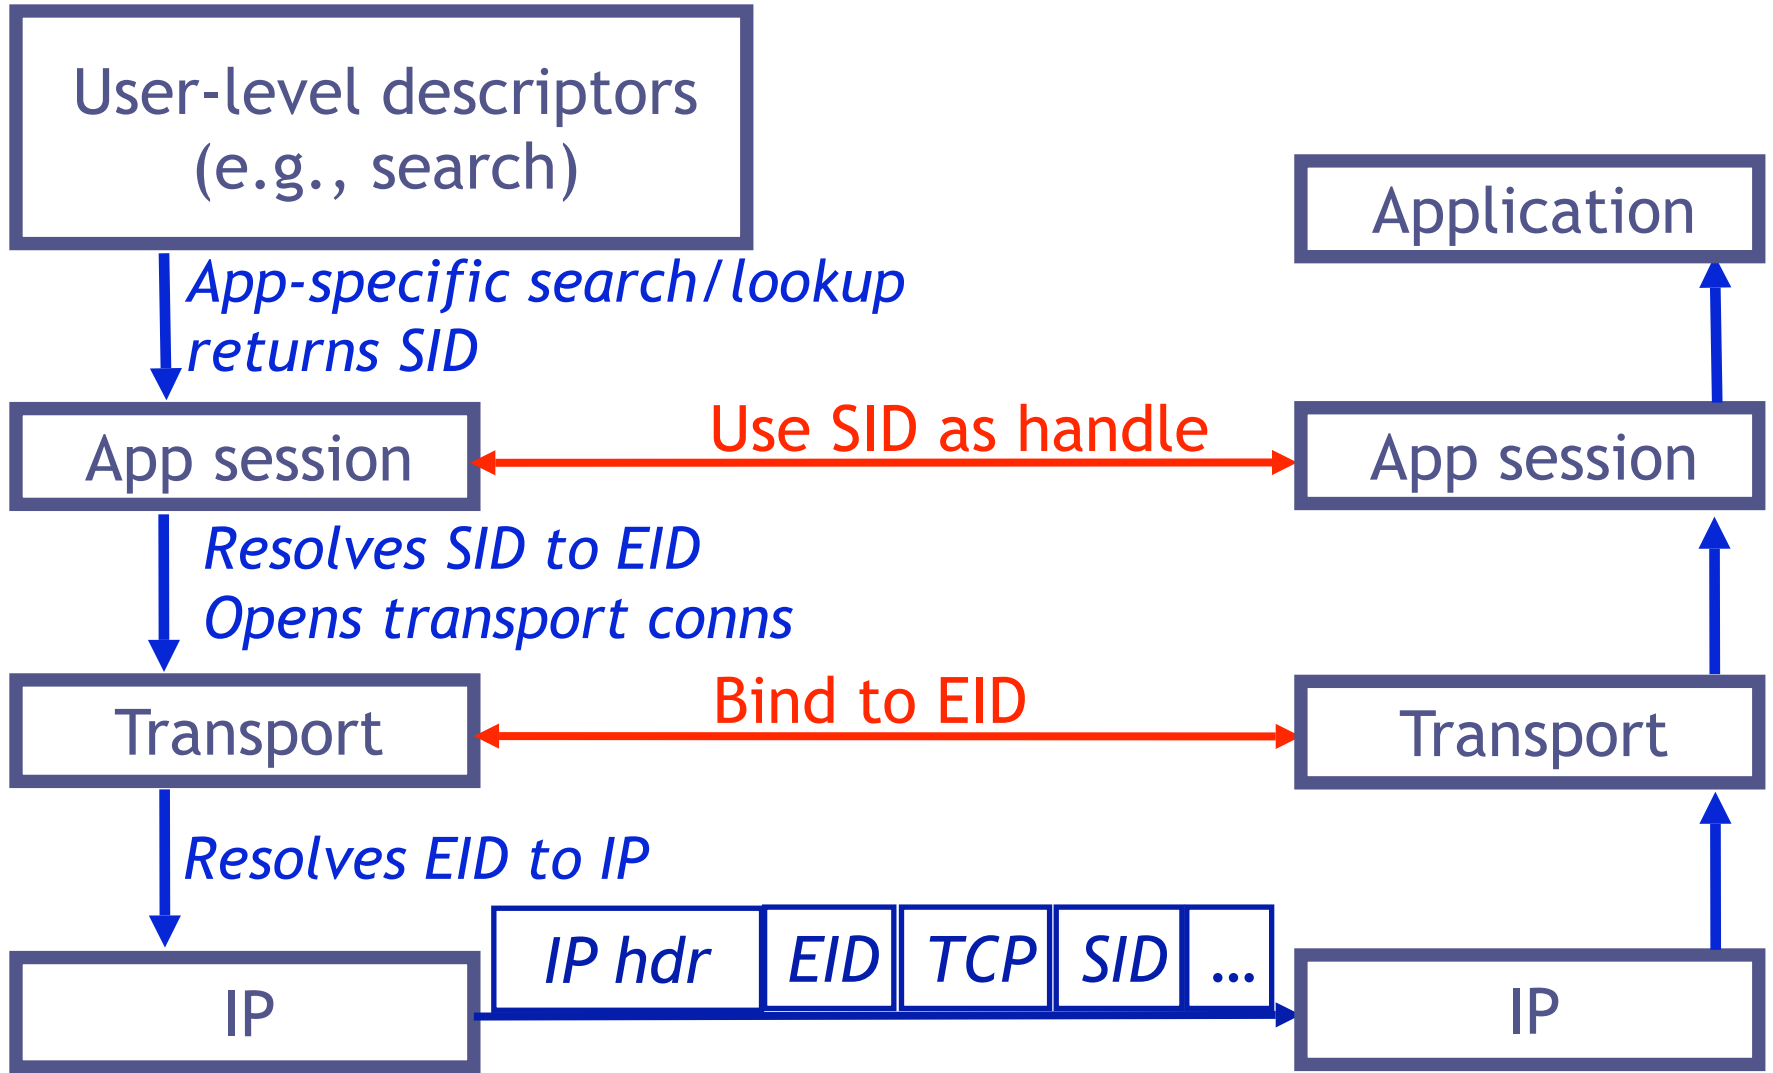 User-level descriptors
(e.g., search)
Application
App-specific search/lookup
returns SID
App session
Use SID as handle
App session
Resolves SID to EID
Opens transport conns
Transport
Bind to EID
Transport
Resolves EID to IP
IP hdr EID TCP SID ...
IP
IP